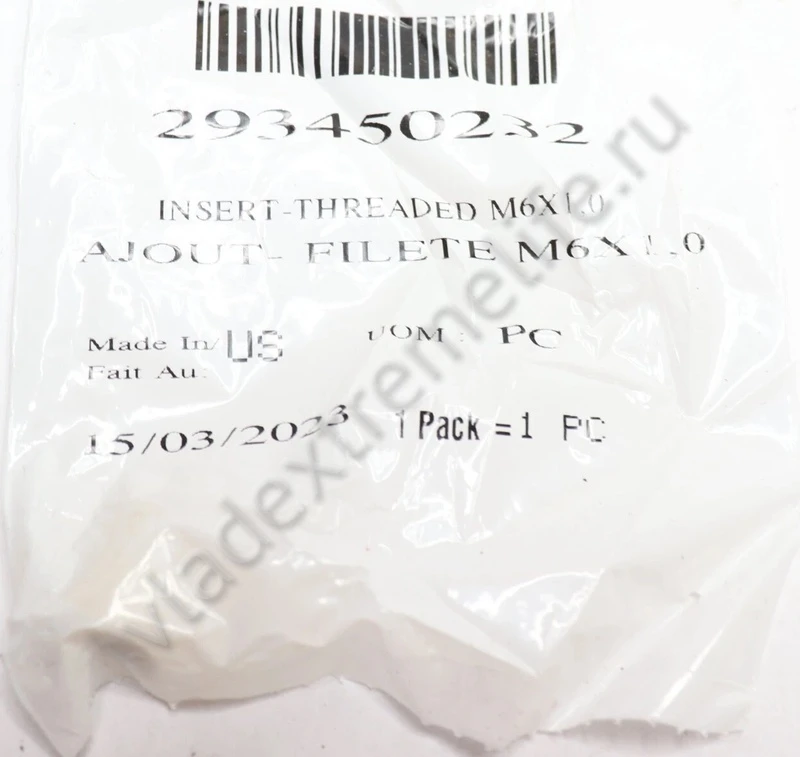 293450232
INSERT-THREADED M6X1.0
AJOUT- FILETE M6X1.0
Made In/ US UOM : PC
Fait Au:
15/03/2023 1 Pack = 1 PC
vladextremelife.ru